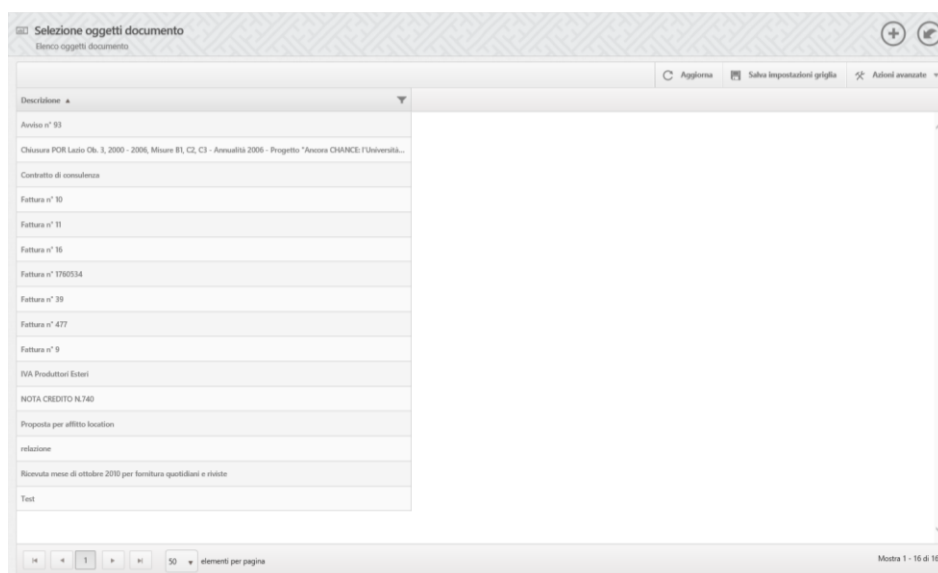 Selezione oggetti documento
Elenco oggetti documento
Aggiorna Salva impostazioni griglia Azioni avanzate
Descrizione
Avviso n° 93
Chiusura POR Lazio Ob. 3, 2000 - 2006, Misure B1, C2, C3 - Annualità 2006 - Progetto "Ancora CHANCE: l'Università...
Contratto di consulenza
Fattura n° 10
Fattura n° 11
Fattura n° 16
Fattura n° 1760534
Fattura n° 39
Fattura n° 477
Fattura n° 9
IVA Produttori Esteri
NOTA CREDITO N.740
Proposta per affitto location
relazione
Ricevuta mese di ottobre 2010 per fornitura quotidiani e riviste
Test
1 50 elementi per pagina Mostra 1 - 16 di 16